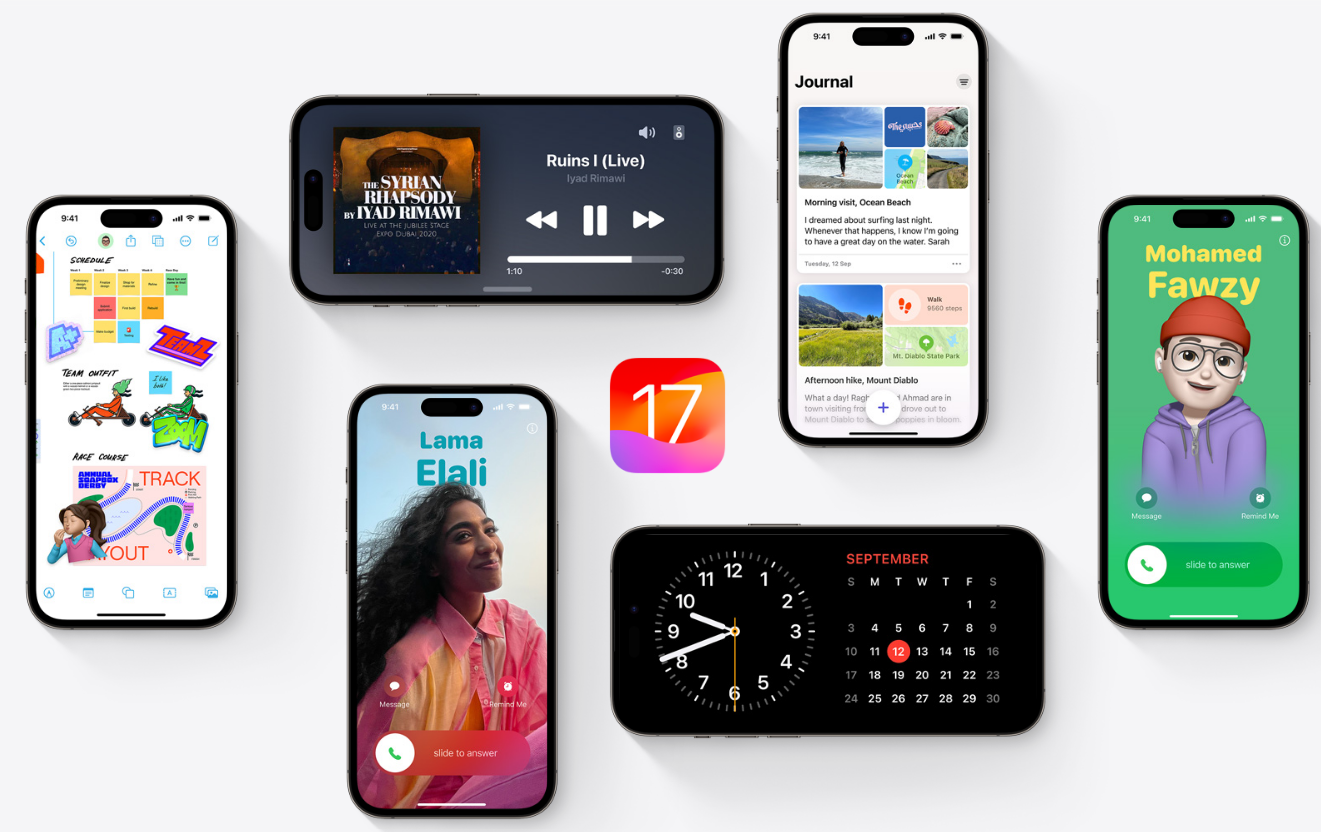 9:41
SCHEDULE
TEAM OUTFIT
I like
both!
ZOOM
A+
TEAM Z
RACE COURSE
ANNUAL
SOAPBOX
DERBY
TRACK
YOUT
THE SYRIAN
RHAPSODY
BY IYAD RIMAWI
LIVE AT THE JUBILEE STAGE
EXPO DUBAI 2020
Ruins I (Live)
Iyad Rimawi
1:10
-0:30
9:41
Lama
Elali
Message
Remind Me
slide to answer
17
9:41
Journal
Ocean
Beach
Morning visit, Ocean Beach
I dreamed about surfing last night.
Whenever that happens, I know I'm going
to have a great day on the water. Sarah
Tuesday, 12 Sep
Walk
9560 steps
Mt. Diablo State Park
Afternoon hike, Mount Diablo
What a day! Ragh d Ahmad are in
town visiting fro drove out to
Mount Diablo to poppies in bloom.
12 1 2 3 4 5 6 7 8 9 10 11
SEPTEMBER
S M T W T F S
1 2
3 4 5 6 7 8 9
10 11 12 13 14 15 16
17 18 19 20 21 22 23
24 25 26 27 28 29 30
9:41
Mohamed
Fawzy
Message
Remind Me
slide to answer